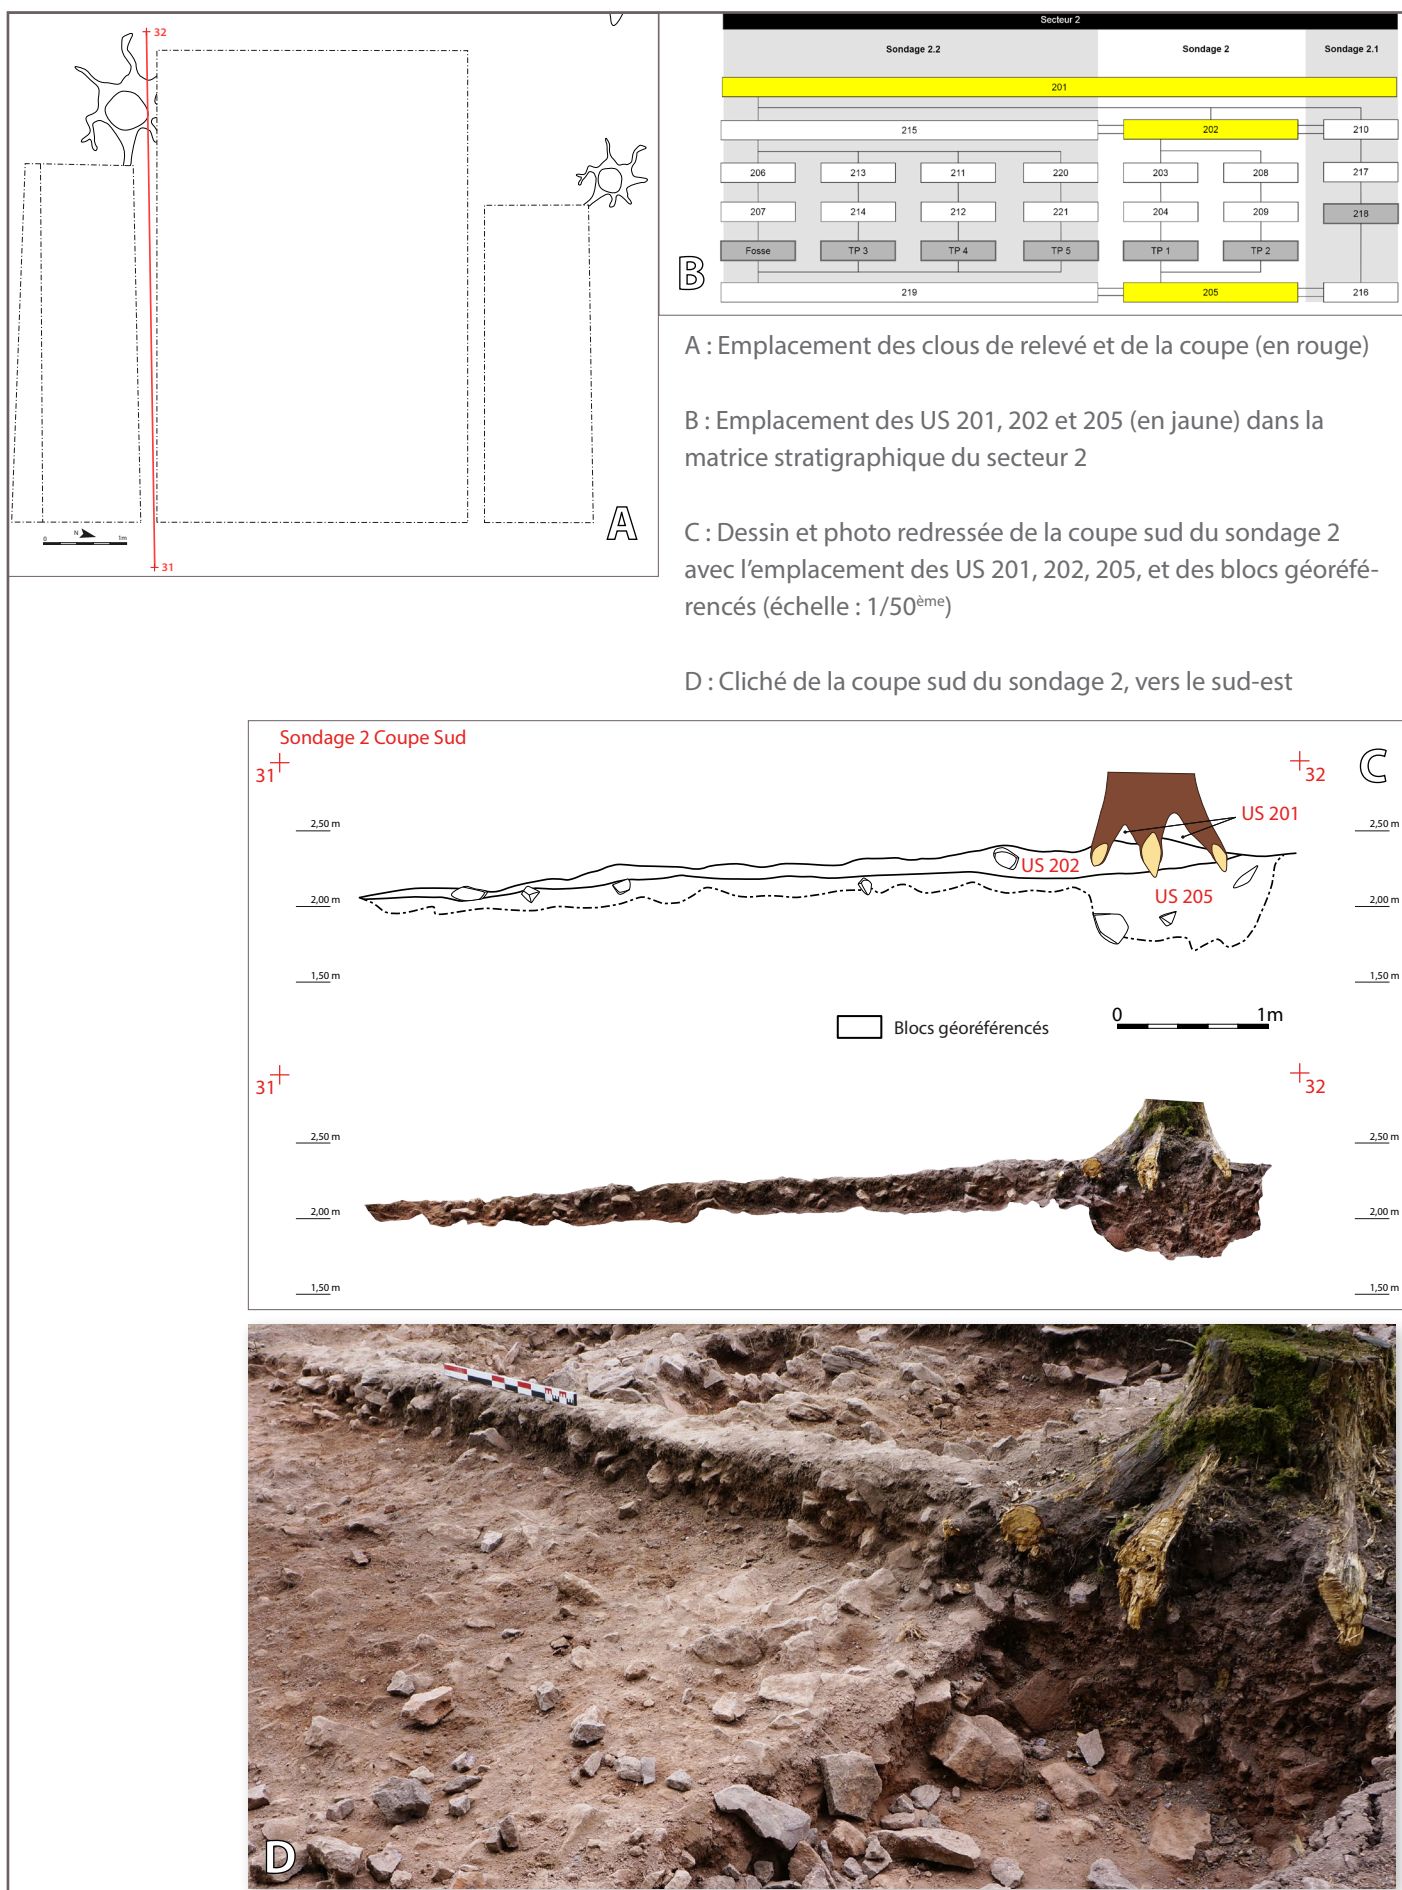 32
31
N
0 1m
A
Secteur 2
Sondage 2.2 Sondage 2 Sondage 2.1
201
215 202 210
206 213 211 220 203 208 217
207 214 212 221 204 209 218
Fosse TP 3 TP 4 TP 5 TP 1 TP 2
219 205 216
B
A : Emplacement des clous de relevé et de la coupe (en rouge)
B : Emplacement des US 201, 202 et 205 (en jaune) dans la
matrice stratigraphique du secteur 2
C : Dessin et photo redressée de la coupe sud du sondage 2
avec l’emplacement des US 201, 202, 205, et des blocs géoréfé-
rencés (échelle : 1/50ème)
D : Cliché de la coupe sud du sondage 2, vers le sud-est
Sondage 2 Coupe Sud
31 32 C
2,50 m US 201 2,50 m
US 202
2,00 m US 205 2,00 m
1,50 m 1,50 m
Blocs géoréférencés 0 1m
31 32
2,50 m 2,50 m
2,00 m 2,00 m
1,50 m 1,50 m
D